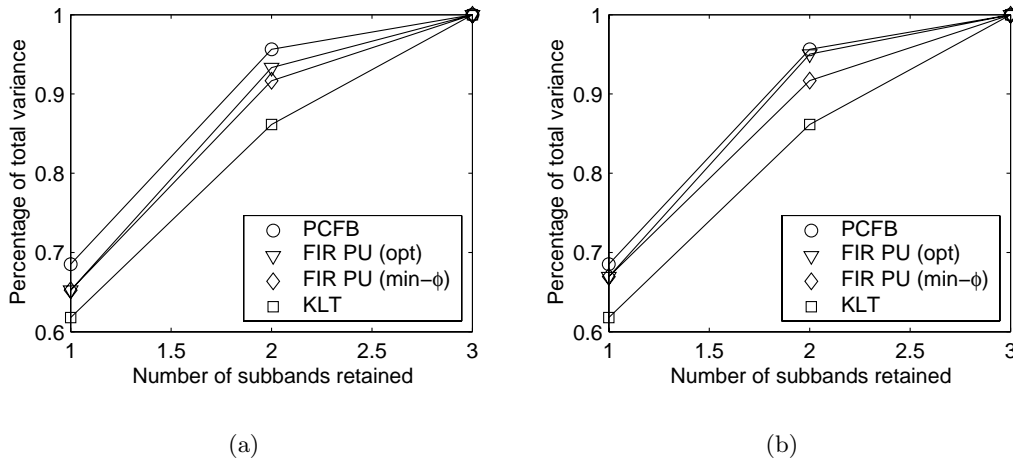 Percentage of total variance
1
0.9
0.8
0.7
0.6
PCFB
FIR PU (opt)
FIR PU (min−ϕ)
KLT
1 1.5 2 2.5 3
Number of subbands retained
(a)
Percentage of total variance
1
0.9
0.8
0.7
0.6
PCFB
FIR PU (opt)
FIR PU (min−ϕ)
KLT
1 1.5 2 2.5 3
Number of subbands retained
(b)